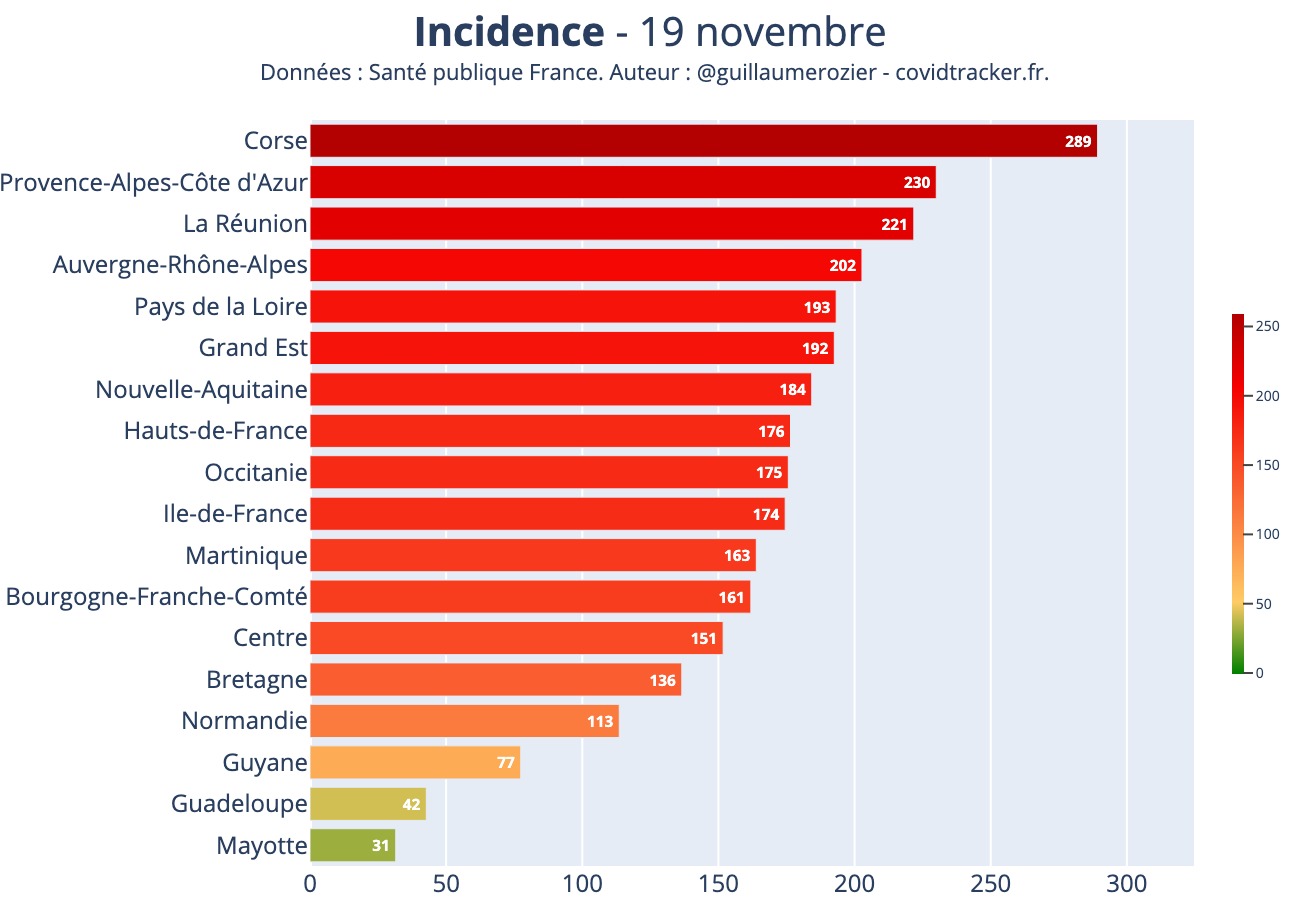 Incidence - 19 novembre
Données : Santé publique France. Auteur : @guillaumerozier - covidtracker.fr.
Corse 289
Provence-Alpes-Côte d'Azur 230
La Réunion 221
Auvergne-Rhône-Alpes 202
Pays de la Loire 193
Grand Est 192
Nouvelle-Aquitaine 184
Hauts-de-France 176
Occitanie 175
Ile-de-France 174
Martinique 163
Bourgogne-Franche-Comté 161
Centre 151
Bretagne 136
Normandie 113
Guyane 77
Guadeloupe 42
Mayotte 31
0 50 100 150 200 250 300
250
200
150
100
50
0